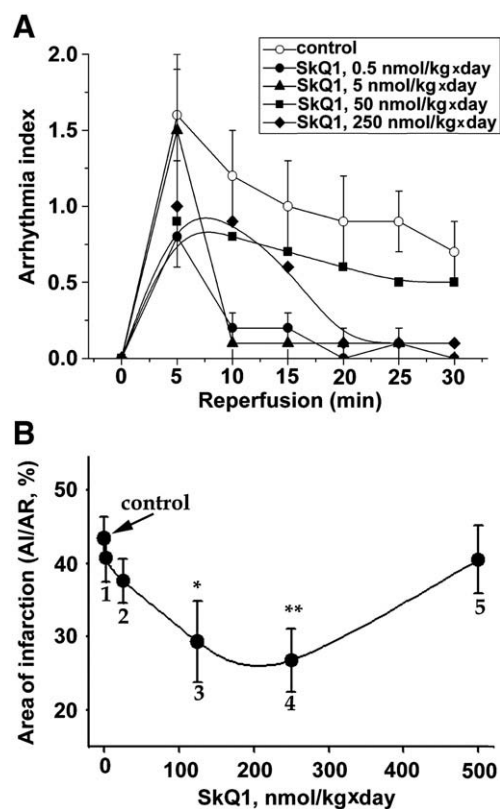 A
control
SkQ1, 0.5 nmol/kg×day
SkQ1, 5 nmol/kg×day
SkQ1, 50 nmol/kg×day
SkQ1, 250 nmol/kg×day
Arrhythmia index
2.0
1.5
1.0
0.5
0.0
0 5 10 15 20 25 30
Reperfusion (min)
B
Area of infarction (AI/AR, %)
50
40
30
20
control
1
2
*
3
**
4
5
0 100 200 300 400 500
SkQ1, nmol/kg×day